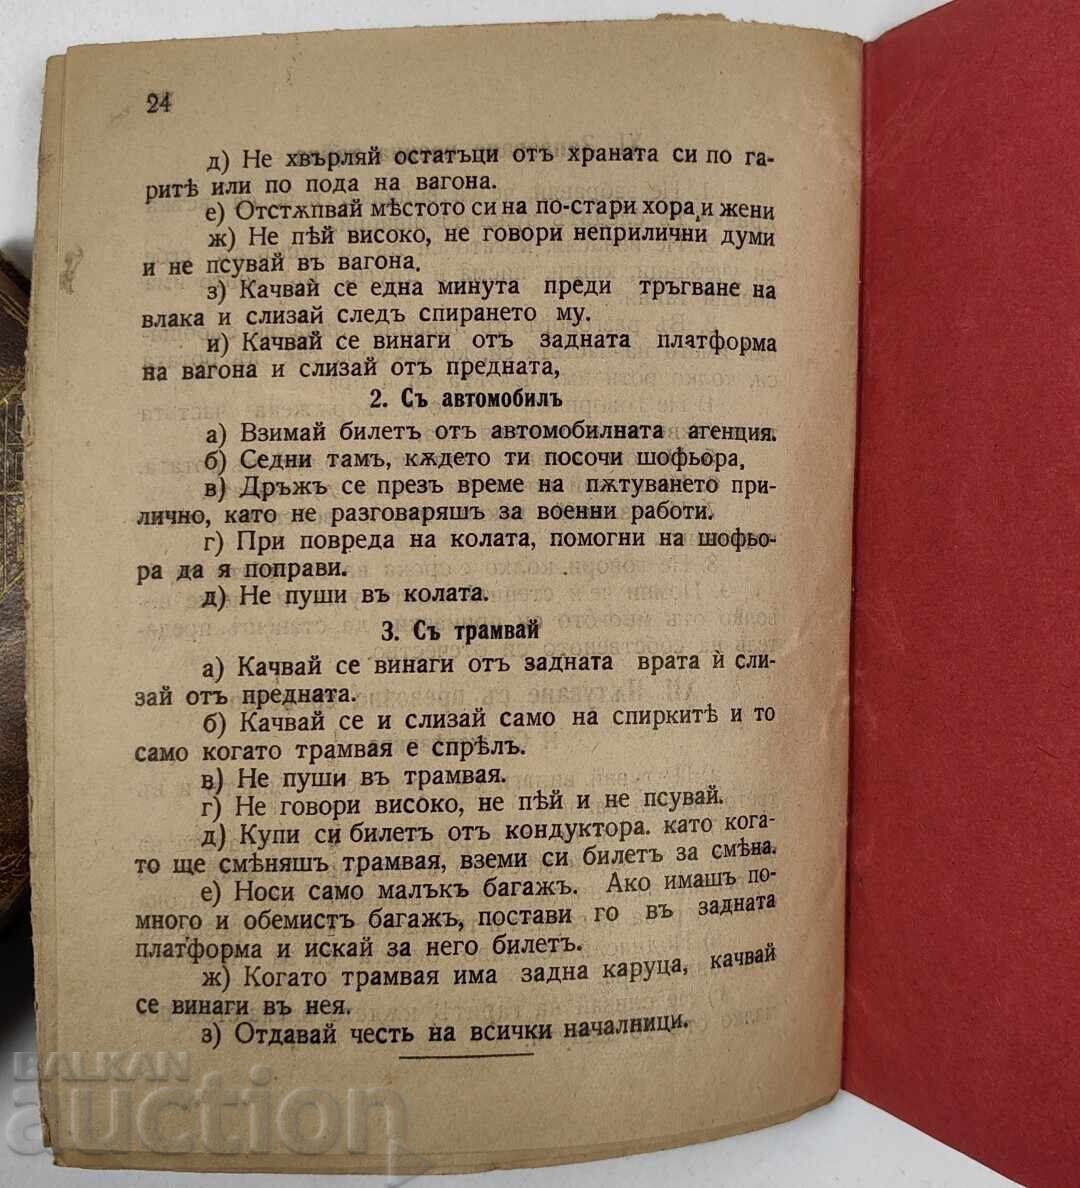 24
д) Не хвърляй остатъци отъ храната си по га-
ритѣ или по пода на вагона.
е) Отстѫпвай мѣстото си на по-стари хора и жени
ж) Не пѣй високо, не говори неприлични думи
и не псувай въ вагона.
з) Качвай се една минута преди тръгване на
влака и слизай следъ спирането му.
и) Качвай се винаги отъ задната платформа
на вагона и слизай отъ предната,
2. Съ автомобилъ
а) Взимай билетъ отъ автомобилната агенция.
б) Седни тамъ, кѫдето ти посочи шофьора,
в) Дръжъ се презъ време на пѫтуването при-
лично, като не разговаряшъ за военни работи.
г) При повреда на колата, помогни на шофьо-
ра да я поправи.
д) Не пуши въ колата.
3. Съ трамвай
а) Качвай се винаги отъ задната врата ѝ сли-
зай отъ предната.
б) Качвай се и слизай само на спиркитѣ и то
само когато трамвая е спрѣлъ.
в) Не пуши въ трамвая.
г) Не говори високо, не пѣй и не псувай.
д) Купи си билетъ отъ кондуктора. като кога-
то ще смѣняшъ трамвая, вземи си билетъ за смѣна.
е) Носи само малъкъ багажъ. Ако имашъ по-
много и обемистъ багажъ, постави го въ задната
платформа и искай за него билетъ.
ж) Когато трамвая има задна каруца, качвай
се винаги въ нея.
з) Отдавай честь на всички началници.
BALKAN
auction